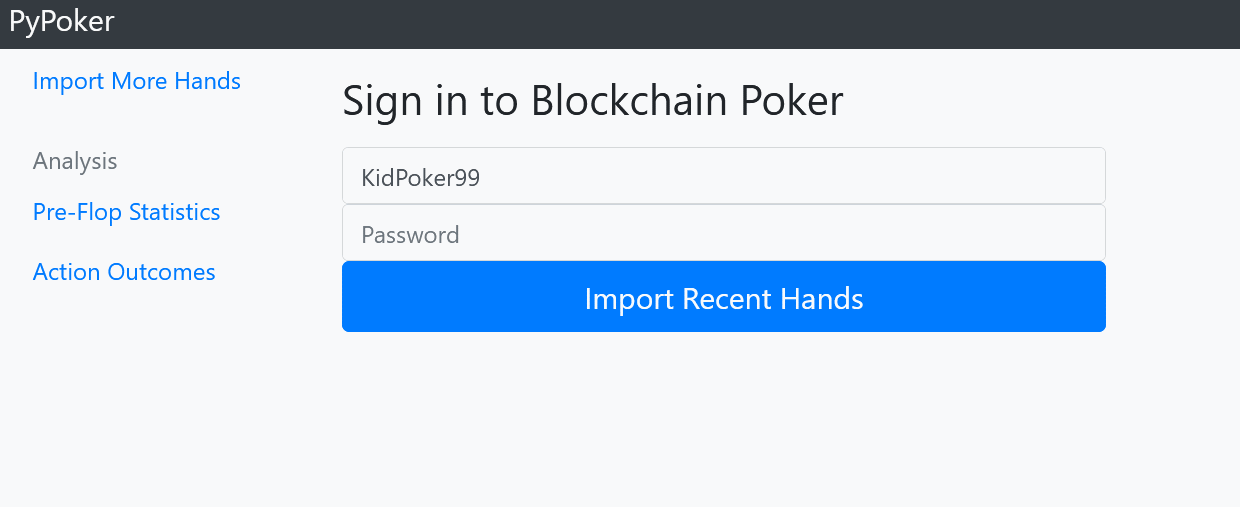 PyPoker
Import More Hands
Analysis
Pre-Flop Statistics
Action Outcomes
Sign in to Blockchain Poker
KidPoker99
Password
Import Recent Hands